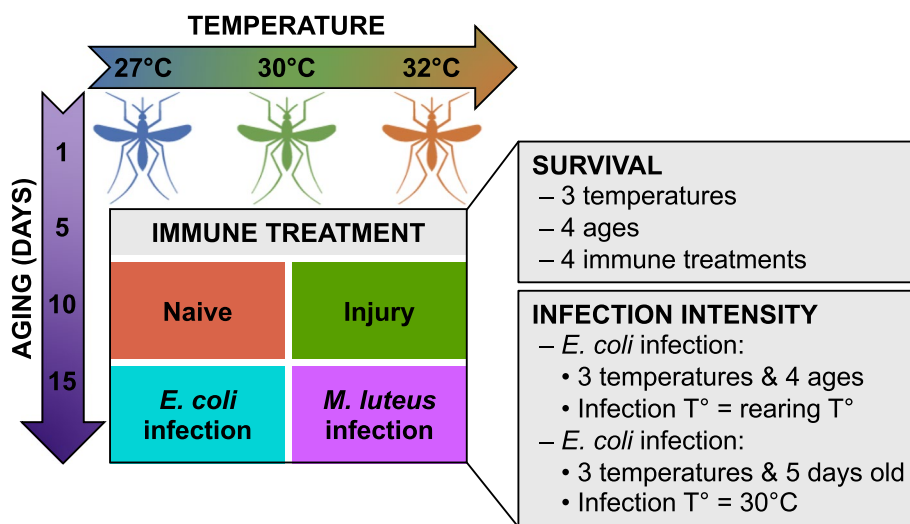 TEMPERATURE
27°C 30°C 32°C
AGING (DAYS)
1
5
10
15
IMMUNE TREATMENT
Naive
Injury
E. coli
infection
M. luteus
infection
SURVIVAL
– 3 temperatures
– 4 ages
– 4 immune treatments
INFECTION INTENSITY
– E. coli infection:
• 3 temperatures & 4 ages
• Infection T° = rearing T°
– E. coli infection:
• 3 temperatures & 5 days old
• Infection T° = 30°C